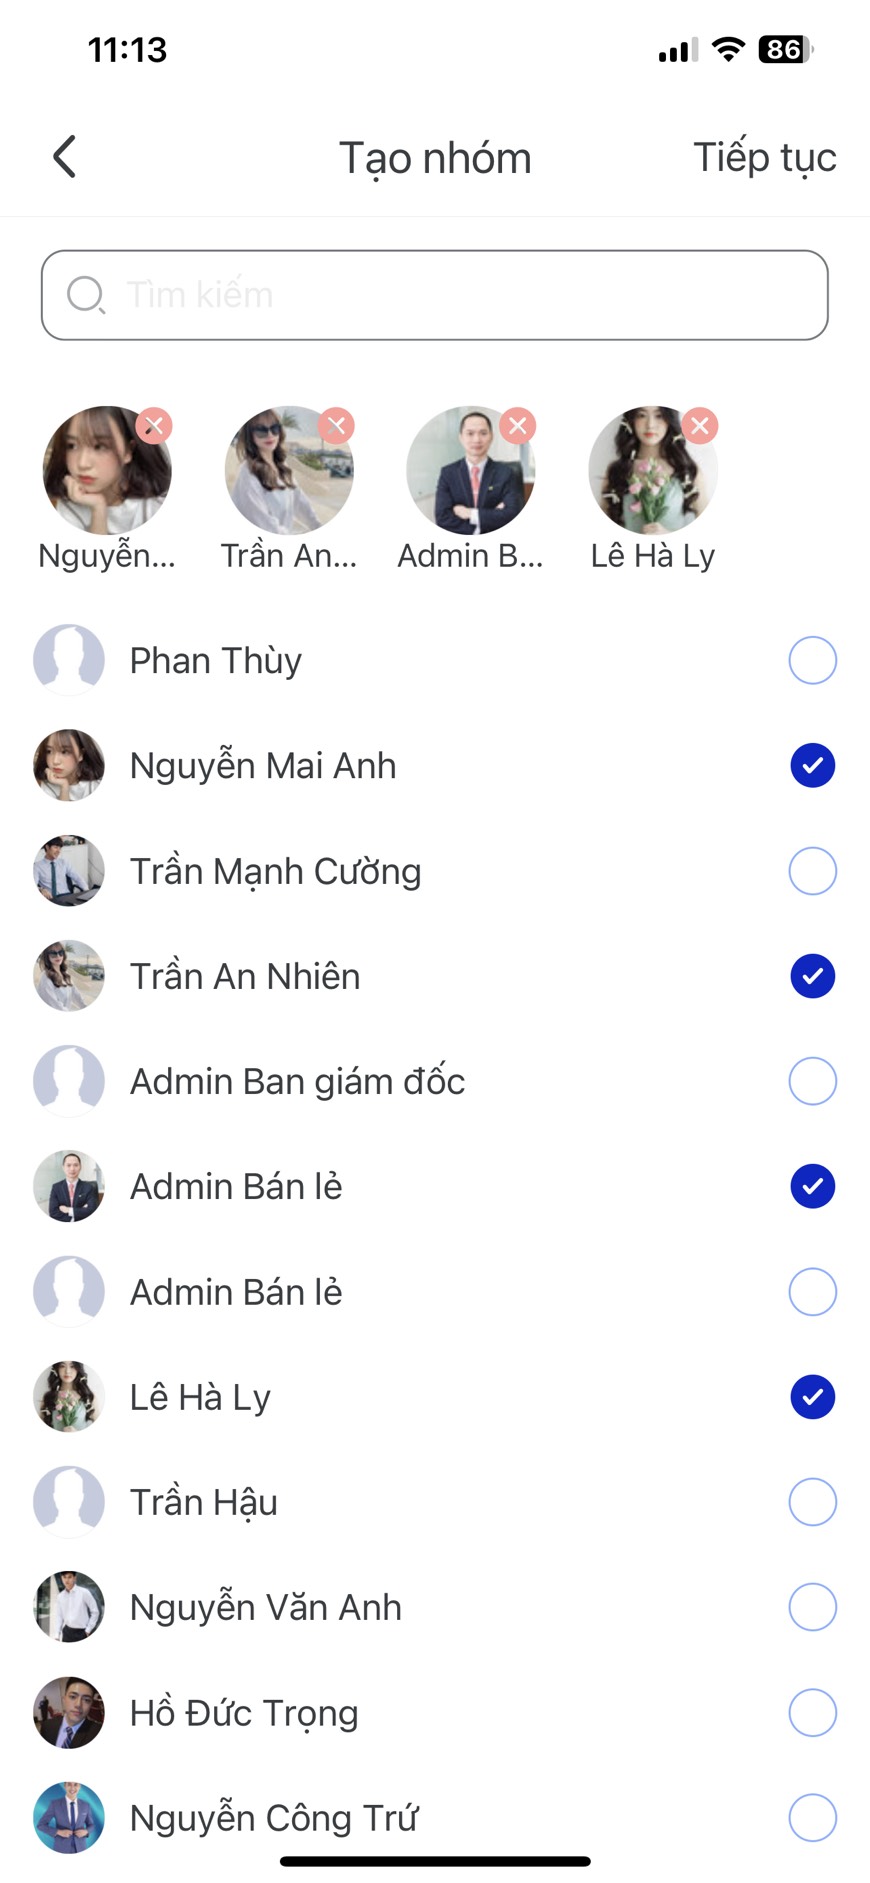 11:13
86
Tạo nhóm
Tiếp tục
Tìm kiếm
Nguyễn... Trần An... Admin B... Lê Hà Ly
Phan Thùy
Nguyễn Mai Anh
Trần Mạnh Cường
Trần An Nhiên
Admin Ban giám đốc
Admin Bán lẻ
Admin Bán lẻ
Lê Hà Ly
Trần Hậu
Nguyễn Văn Anh
Hồ Đức Trọng
Nguyễn Công Trứ